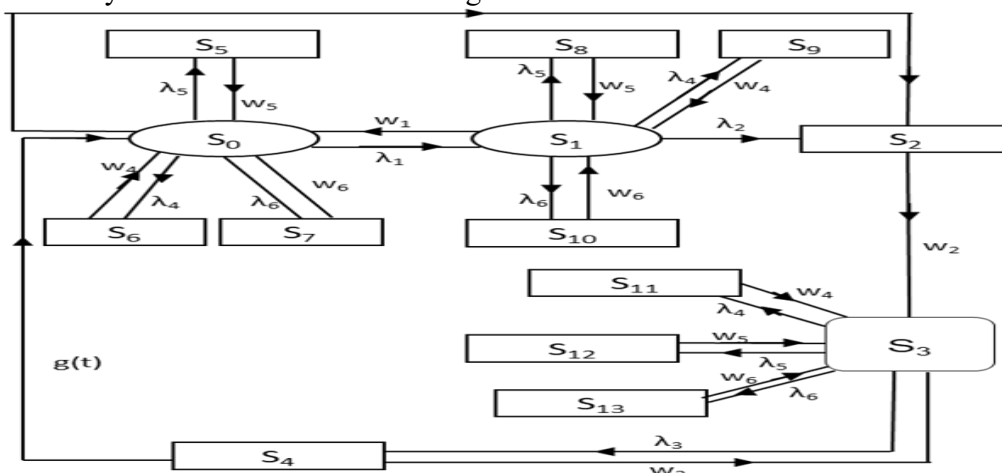 S₅
S₈
S₉
λ₅
w₅
λ₅
w₅
λ₄
w₄
S₀
w₁
λ₁
S₁
λ₂
S₂
w₄
λ₄
λ₆
w₆
λ₆
w₆
S₆
S₇
S₁₀
w₂
S₁₁
w₄
λ₄
S₁₂
w₅
λ₅
S₃
g(t)
w₆
λ₆
S₁₃
λ₃
S₄